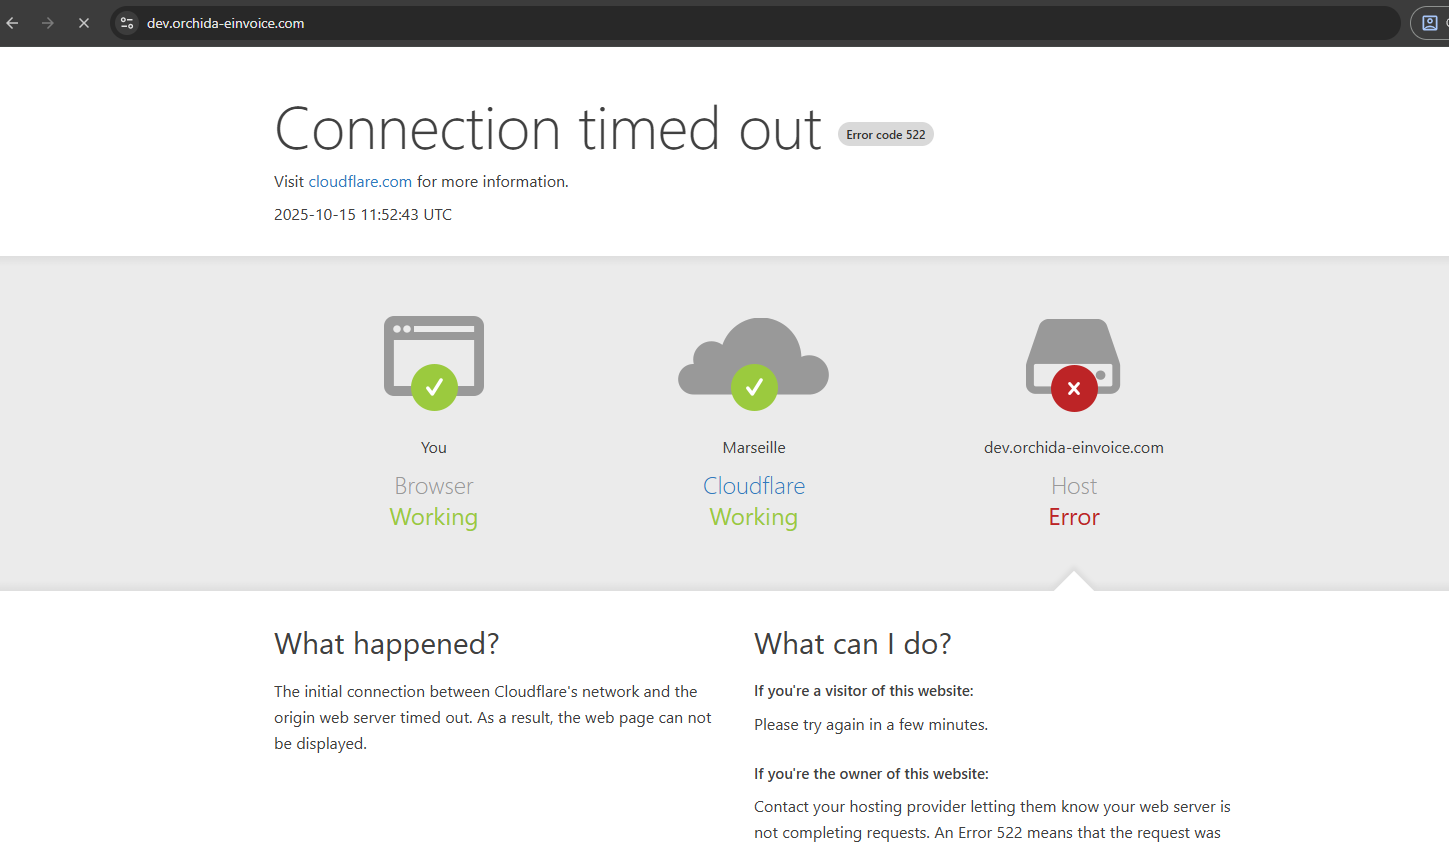 dev.orchida-einvoice.com
Connection timed out Error code 522
Visit cloudflare.com for more information.
2025-10-15 11:52:43 UTC
You
Browser
Working
Marseille
Cloudflare
Working
dev.orchida-einvoice.com
Host
Error
What happened?
The initial connection between Cloudflare's network and the
origin web server timed out. As a result, the web page can not
be displayed.
What can I do?
If you're a visitor of this website:
Please try again in a few minutes.
If you're the owner of this website:
Contact your hosting provider letting them know your web server is
not completing requests. An Error 522 means that the request was